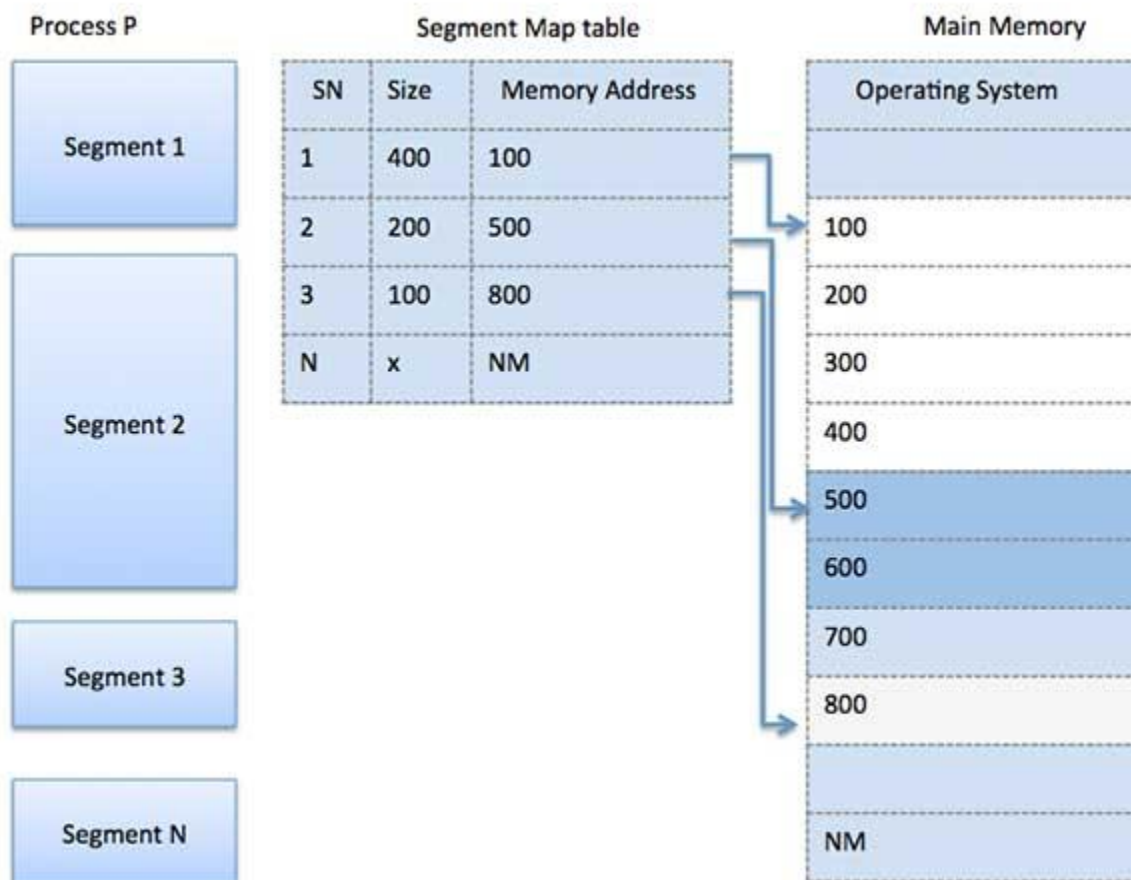 Process P
Segment 1
Segment 2
Segment 3
Segment N
Segment Map table
SN Size Memory Address
1 400 100
2 200 500
3 100 800
N x NM
Main Memory
Operating System
100
200
300
400
500
600
700
800
NM